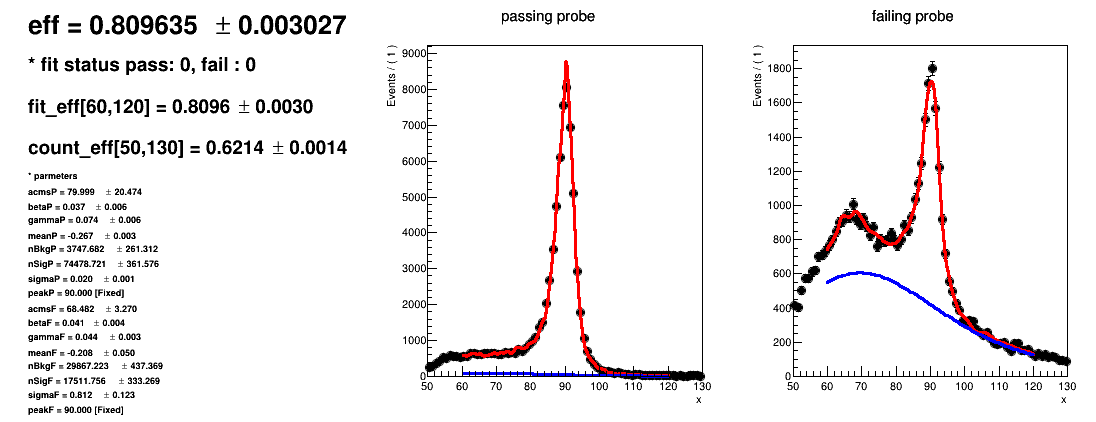 eff = 0.809635 ± 0.003027
* fit status pass: 0, fail : 0
fit_eff[60,120] = 0.8096 ± 0.0030
count_eff[50,130] = 0.6214 ± 0.0014
* parmeters
acmsP = 79.999 ± 20.474
betaP = 0.037 ± 0.006
gammaP = 0.074 ± 0.006
meanP = -0.267 ± 0.003
nBkgP = 3747.682 ± 261.312
nSigP = 74478.721 ± 361.576
sigmaP = 0.020 ± 0.001
peakP = 90.000 [Fixed]
acmsF = 68.482 ± 3.270
betaF = 0.041 ± 0.004
gammaF = 0.044 ± 0.003
meanF = -0.208 ± 0.050
nBkgF = 29867.223 ± 437.369
nSigF = 17511.756 ± 333.269
sigmaF = 0.812 ± 0.123
peakF = 90.000 [Fixed]
passing probe
Events / ( 1 )
9000
8000
7000
6000
5000
4000
3000
2000
1000
0
50 60 70 80 90 100 110 120 130
x
failing probe
Events / ( 1 )
1800
1600
1400
1200
1000
800
600
400
200
0
50 60 70 80 90 100 110 120 130
x